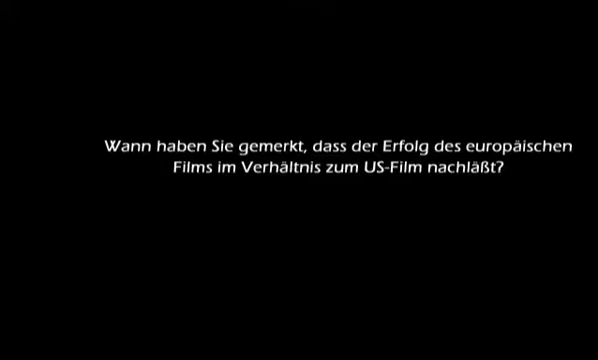 Wann haben Sie gemerkt, dass der Erfolg des europäischen
Films im Verhältnis zum US-Film nachläßt?